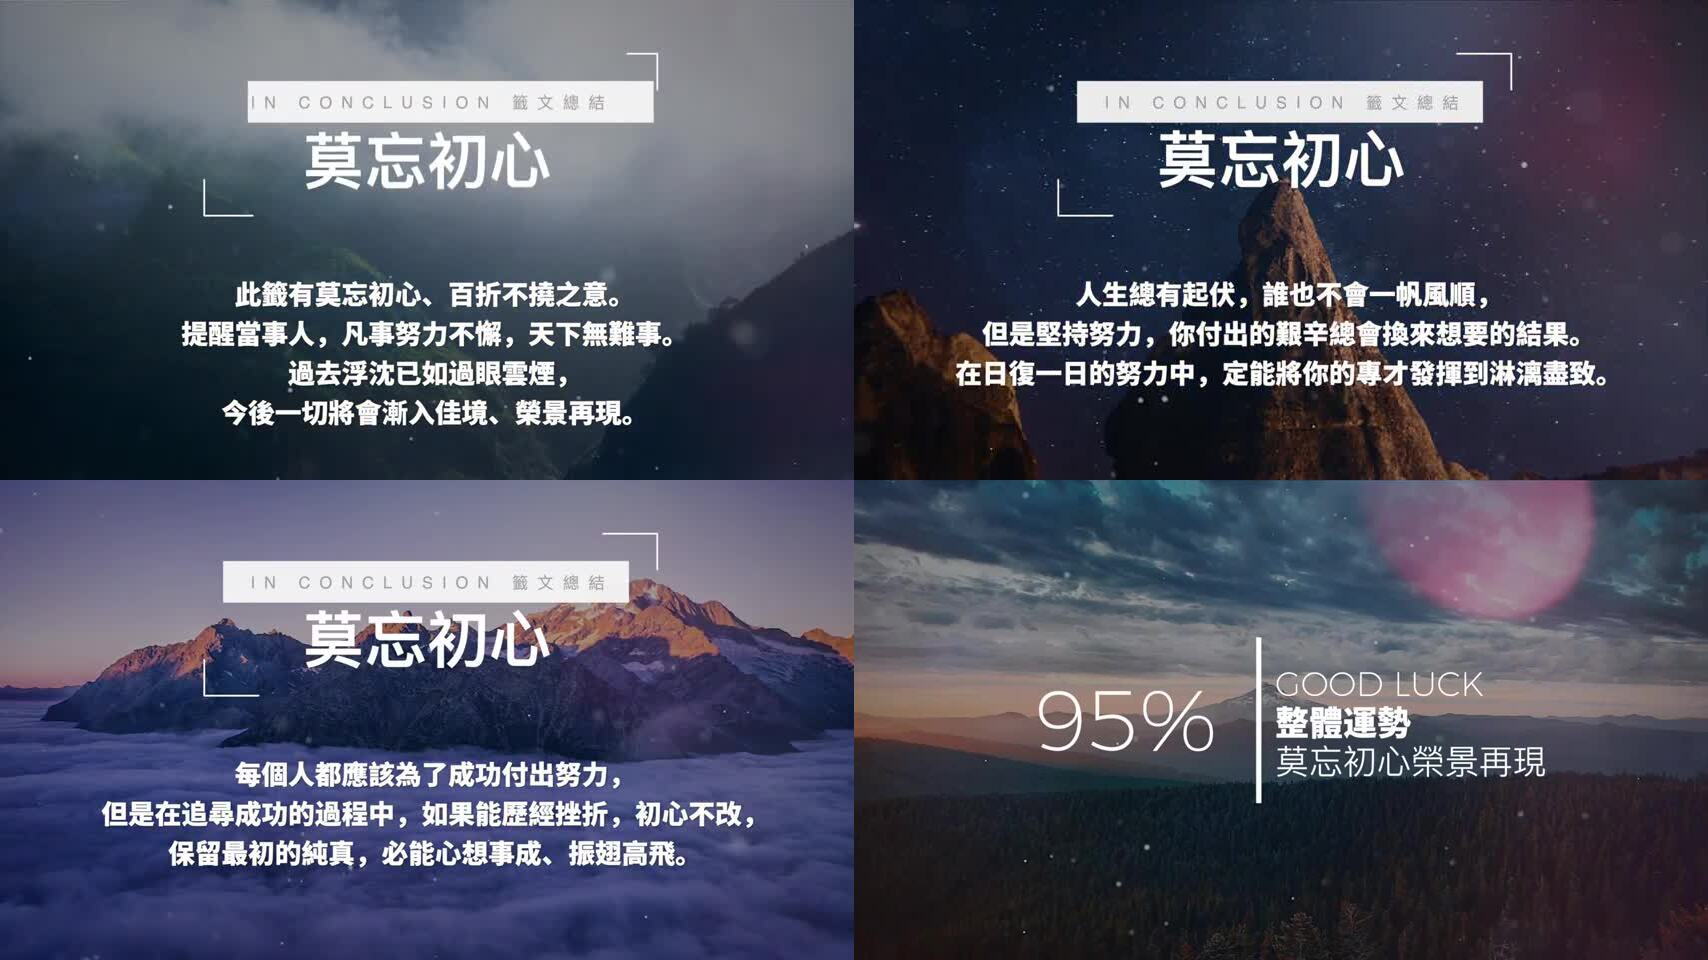 IN CONCLUSION 籤文總結
莫忘初心
此籤有莫忘初心、百折不撓之意。
提醒當事人，凡事努力不懈，天下無難事。
過去浮沈已如過眼雲煙，
今後一切將會漸入佳境、榮景再現。
IN CONCLUSION 籤文總結
莫忘初心
人生總有起伏，誰也不會一帆風順，
但是堅持努力，你付出的艱辛總會換來想要的結果。
在日復一日的努力中，定能將你的專才發揮到淋漓盡致。
IN CONCLUSION 籤文總結
莫忘初心
每個人都應該為了成功付出努力，
但是在追尋成功的過程中，如果能歷經挫折，初心不改，
保留最初的純真，必能心想事成、振翅高飛。
95%
GOOD LUCK
整體運勢
莫忘初心榮景再現